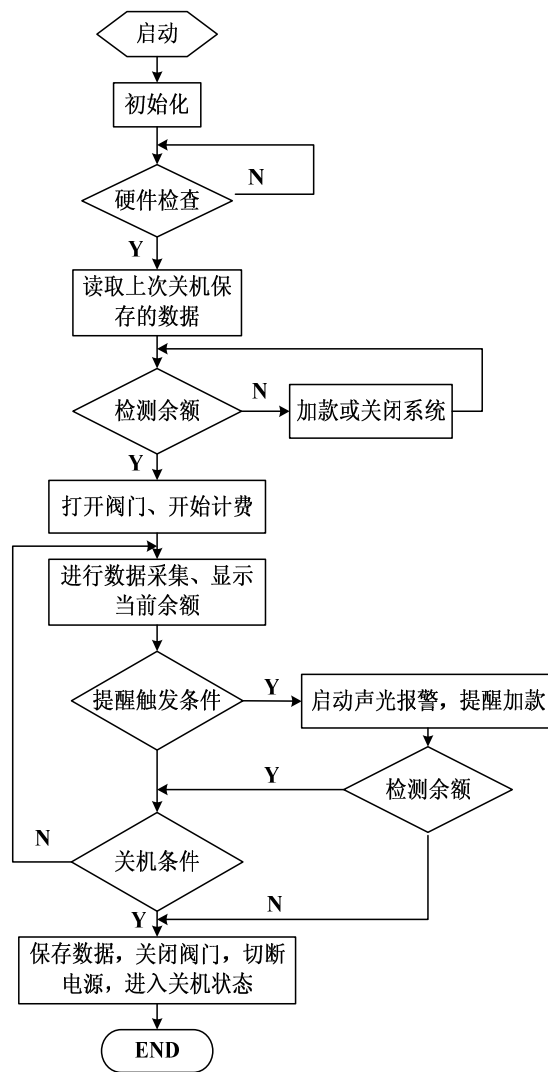 启动
初始化
硬件检查
N
Y
读取上次关机保
存的数据
检测余额
N
加款或关闭系统
Y
打开阀门、开始计费
进行数据采集、显示
当前余额
提醒触发条件
Y
启动声光报警，提醒加款
Y
检测余额
N
关机条件
Y
N
保存数据，关闭阀门，切断
电源，进入关机状态
END